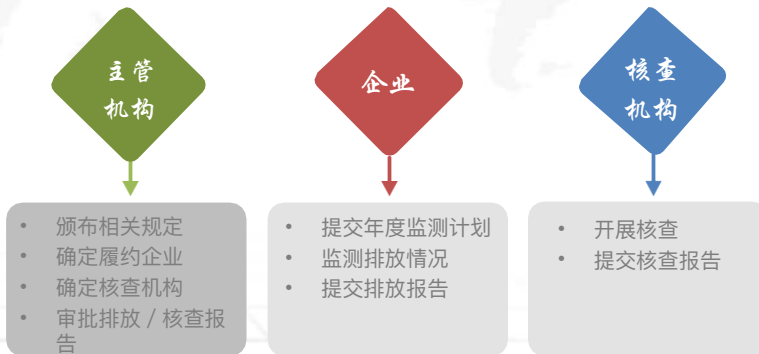 主管
机构
企业
核查
机构
• 颁布相关规定
• 确定履约企业
• 确定核查机构
• 审批排放 / 核查报
告
• 提交年度监测计划
• 监测排放情况
• 提交排放报告
• 开展核查
• 提交核查报告